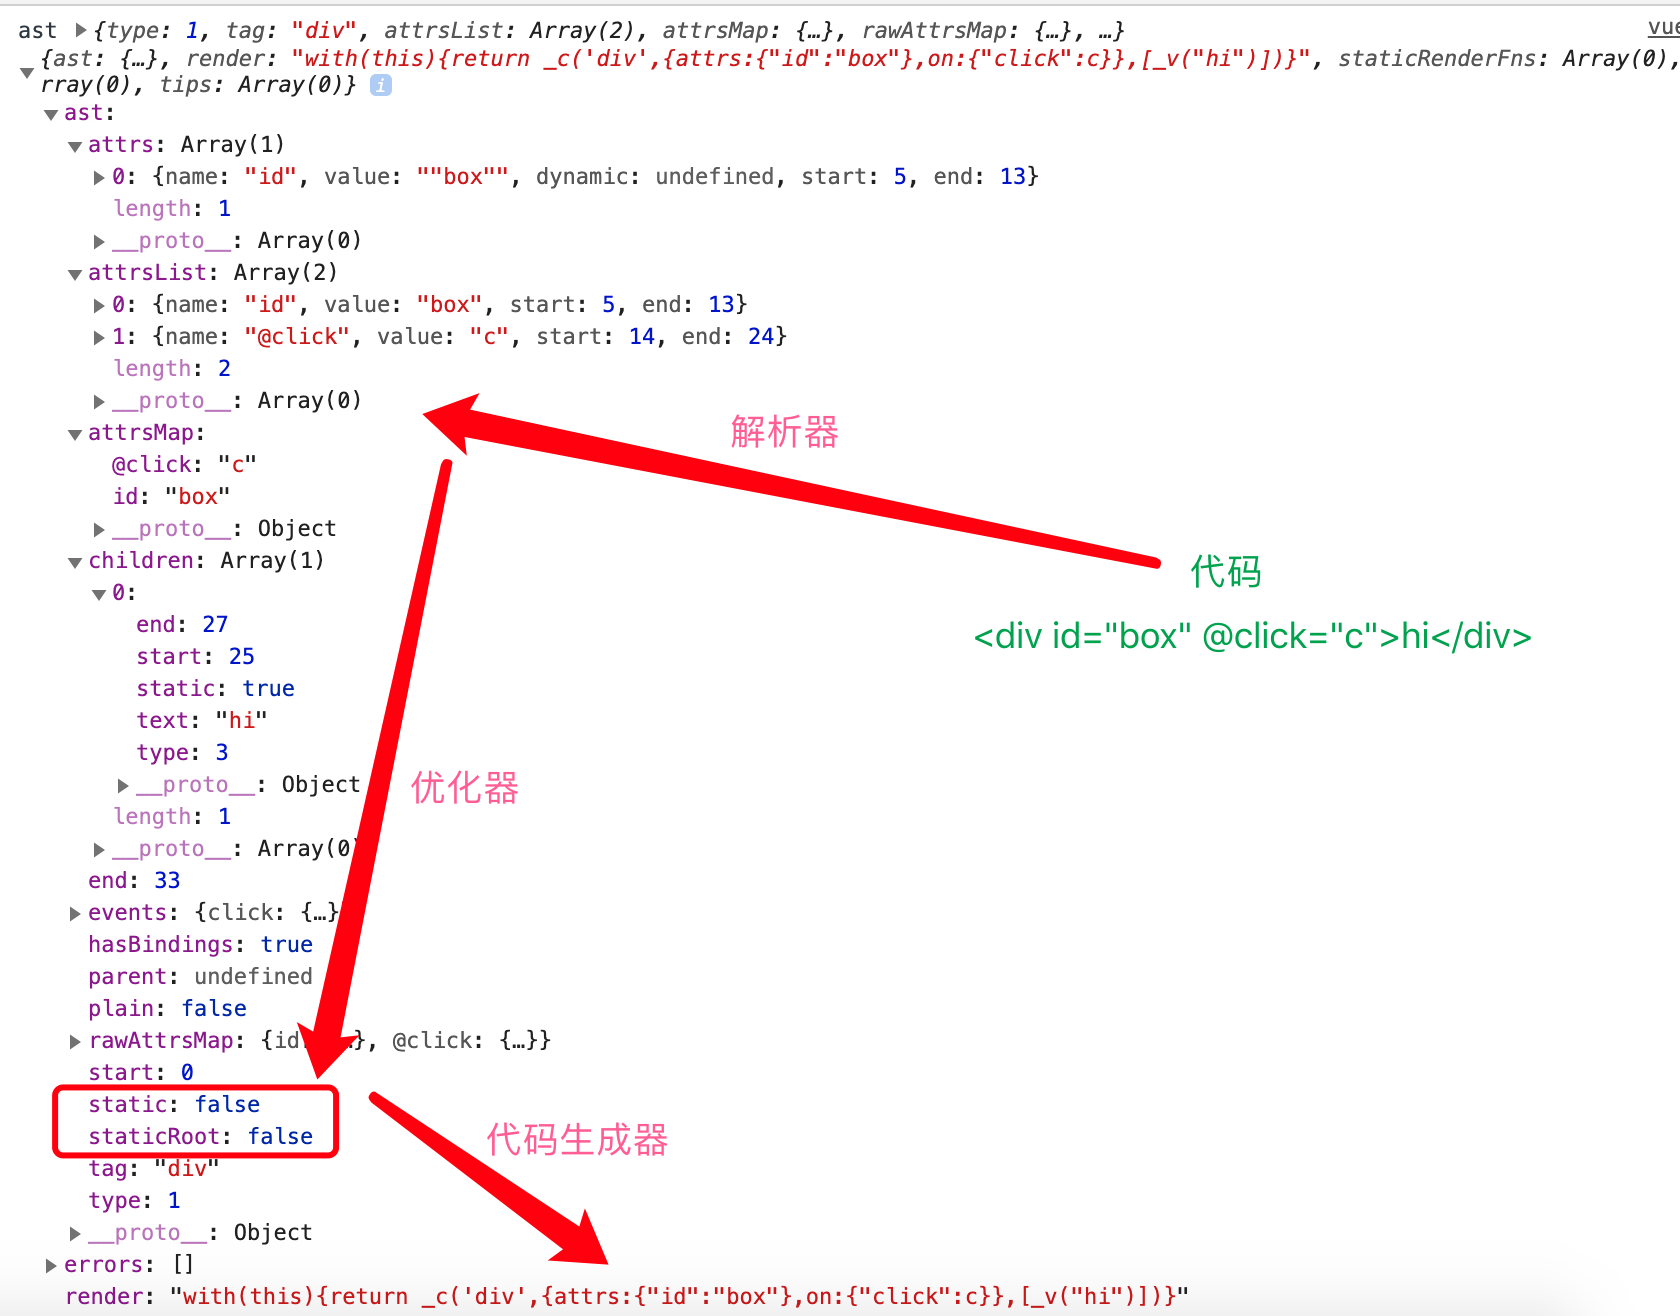 ast ▶{type: 1, tag: "div", attrsList: Array(2), attrsMap: {…}, rawAttrsMap: {…}, …}
vue
{ast: {…}, render: "with(this){return _c('div',{attrs:{"id":"box"},on:{"click":c}},[_v("hi")])}", staticRenderFns: Array(0),
rray(0), tips: Array(0)} i
▼ast:
▼attrs: Array(1)
▶0: {name: "id", value: ""box"", dynamic: undefined, start: 5, end: 13}
length: 1
▶__proto__: Array(0)
▼attrsList: Array(2)
▶0: {name: "id", value: "box", start: 5, end: 13}
▶1: {name: "@click", value: "c", start: 14, end: 24}
length: 2
▶__proto__: Array(0)
解析器
▼attrsMap:
@click: "c"
id: "box"
▶__proto__: Object
▼children: Array(1)
代码
▼0:
end: 27
<div id="box" @click="c">hi</div>
start: 25
static: true
text: "hi"
type: 3
▶__proto__: Object
优化器
length: 1
▶__proto__: Array(0)
end: 33
▶events: {click: {…}
hasBindings: true
parent: undefined
plain: false
▶rawAttrsMap: {id: …}, @click: {…}}
start: 0
static: false
staticRoot: false
代码生成器
tag: "div"
type: 1
▶__proto__: Object
▶errors: []
render: "with(this){return _c('div',{attrs:{"id":"box"},on:{"click":c}},[_v("hi")])}"